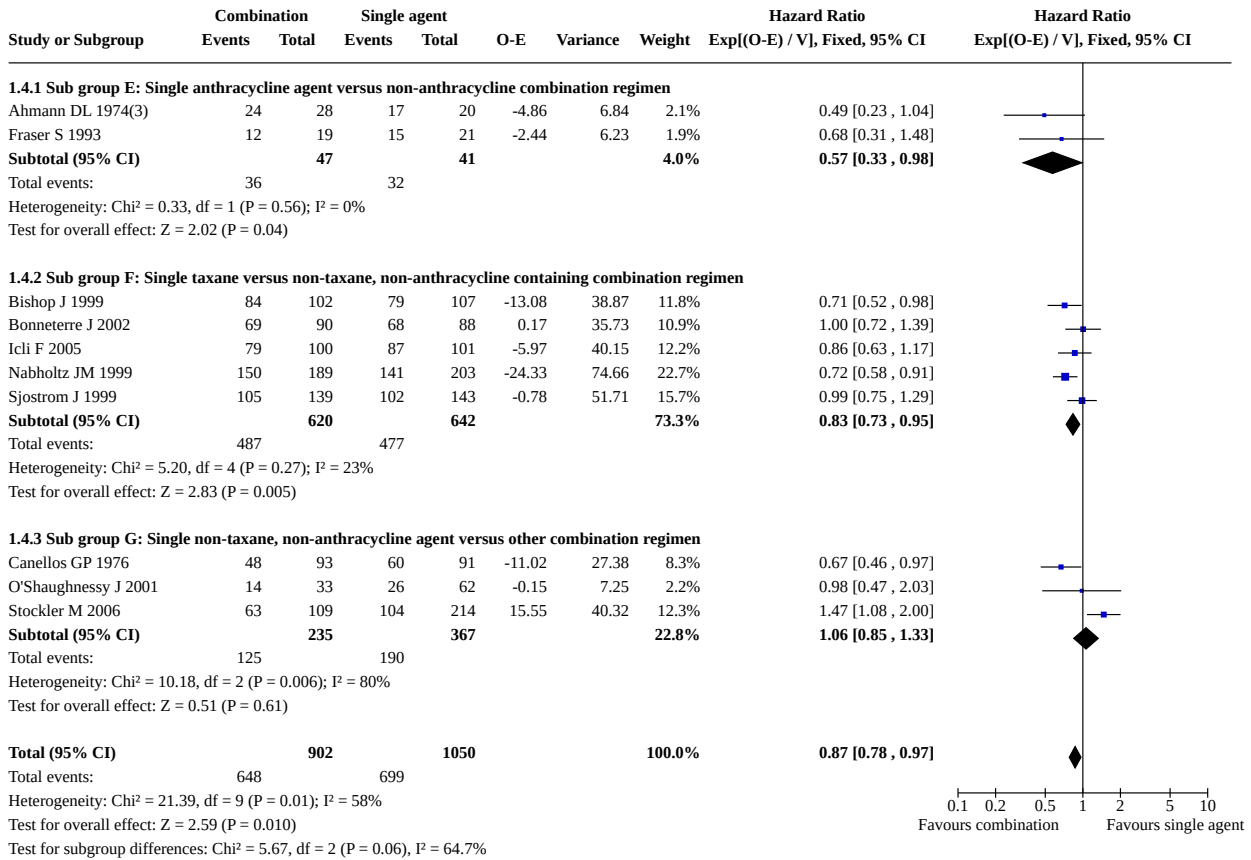 Combination Single agent Hazard Ratio Hazard Ratio
Study or Subgroup Events Total Events Total O-E Variance Weight Exp[(O-E) / V], Fixed, 95% CI Exp[(O-E) / V], Fixed, 95% CI
1.4.1 Sub group E: Single anthracycline agent versus non-anthracycline combination regimen
Ahmann DL 1974(3) 24 28 17 20 -4.86 6.84 2.1% 0.49 [0.23 , 1.04]
Fraser S 1993 12 19 15 21 -2.44 6.23 1.9% 0.68 [0.31 , 1.48]
Subtotal (95% CI) 47 41 4.0% 0.57 [0.33 , 0.98]
Total events: 36 32
Heterogeneity: Chi² = 0.33, df = 1 (P = 0.56); I² = 0%
Test for overall effect: Z = 2.02 (P = 0.04)
1.4.2 Sub group F: Single taxane versus non-taxane, non-anthracycline containing combination regimen
Bishop J 1999 84 102 79 107 -13.08 38.87 11.8% 0.71 [0.52 , 0.98]
Bonneterre J 2002 69 90 68 88 0.17 35.73 10.9% 1.00 [0.72 , 1.39]
Icli F 2005 79 100 87 101 -5.97 40.15 12.2% 0.86 [0.63 , 1.17]
Nabholtz JM 1999 150 189 141 203 -24.33 74.66 22.7% 0.72 [0.58 , 0.91]
Sjostrom J 1999 105 139 102 143 -0.78 51.71 15.7% 0.99 [0.75 , 1.29]
Subtotal (95% CI) 620 642 73.3% 0.83 [0.73 , 0.95]
Total events: 487 477
Heterogeneity: Chi² = 5.20, df = 4 (P = 0.27); I² = 23%
Test for overall effect: Z = 2.83 (P = 0.005)
1.4.3 Sub group G: Single non-taxane, non-anthracycline agent versus other combination regimen
Canellos GP 1976 48 93 60 91 -11.02 27.38 8.3% 0.67 [0.46 , 0.97]
O'Shaughnessy J 2001 14 33 26 62 -0.15 7.25 2.2% 0.98 [0.47 , 2.03]
Stockler M 2006 63 109 104 214 15.55 40.32 12.3% 1.47 [1.08 , 2.00]
Subtotal (95% CI) 235 367 22.8% 1.06 [0.85 , 1.33]
Total events: 125 190
Heterogeneity: Chi² = 10.18, df = 2 (P = 0.006); I² = 80%
Test for overall effect: Z = 0.51 (P = 0.61)
Total (95% CI) 902 1050 100.0% 0.87 [0.78 , 0.97]
Total events: 648 699
Heterogeneity: Chi² = 21.39, df = 9 (P = 0.01); I² = 58%
Test for overall effect: Z = 2.59 (P = 0.010)
Test for subgroup differences: Chi² = 5.67, df = 2 (P = 0.06), I² = 64.7%
0.1 0.2 0.5 1 2 5 10
Favours combination Favours single agent